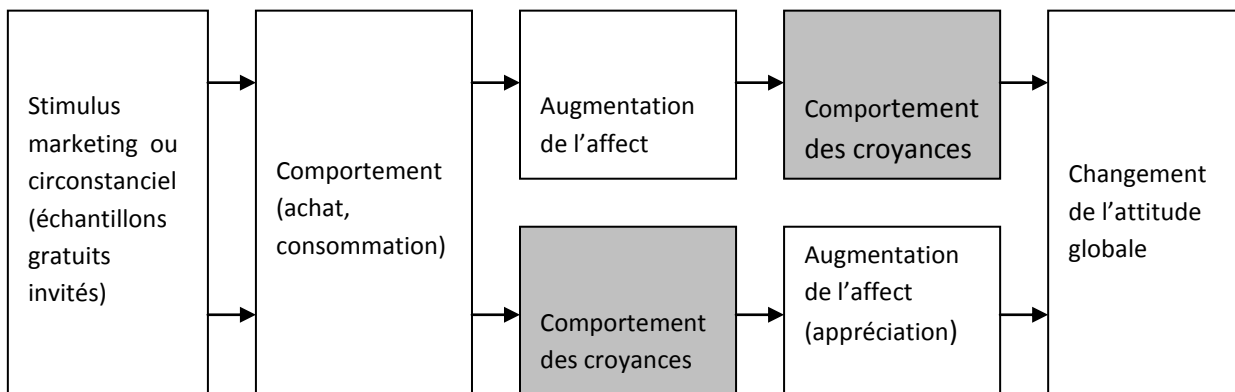 Stimulus
marketing ou
circonstanciel
(échantillons
gratuits
invités)
Comportement
(achat,
consommation)
Augmentation
de l’affect
Comportement
des croyances
Comportement
des croyances
Augmentation
de l’affect
(appréciation)
Changement
de l’attitude
globale